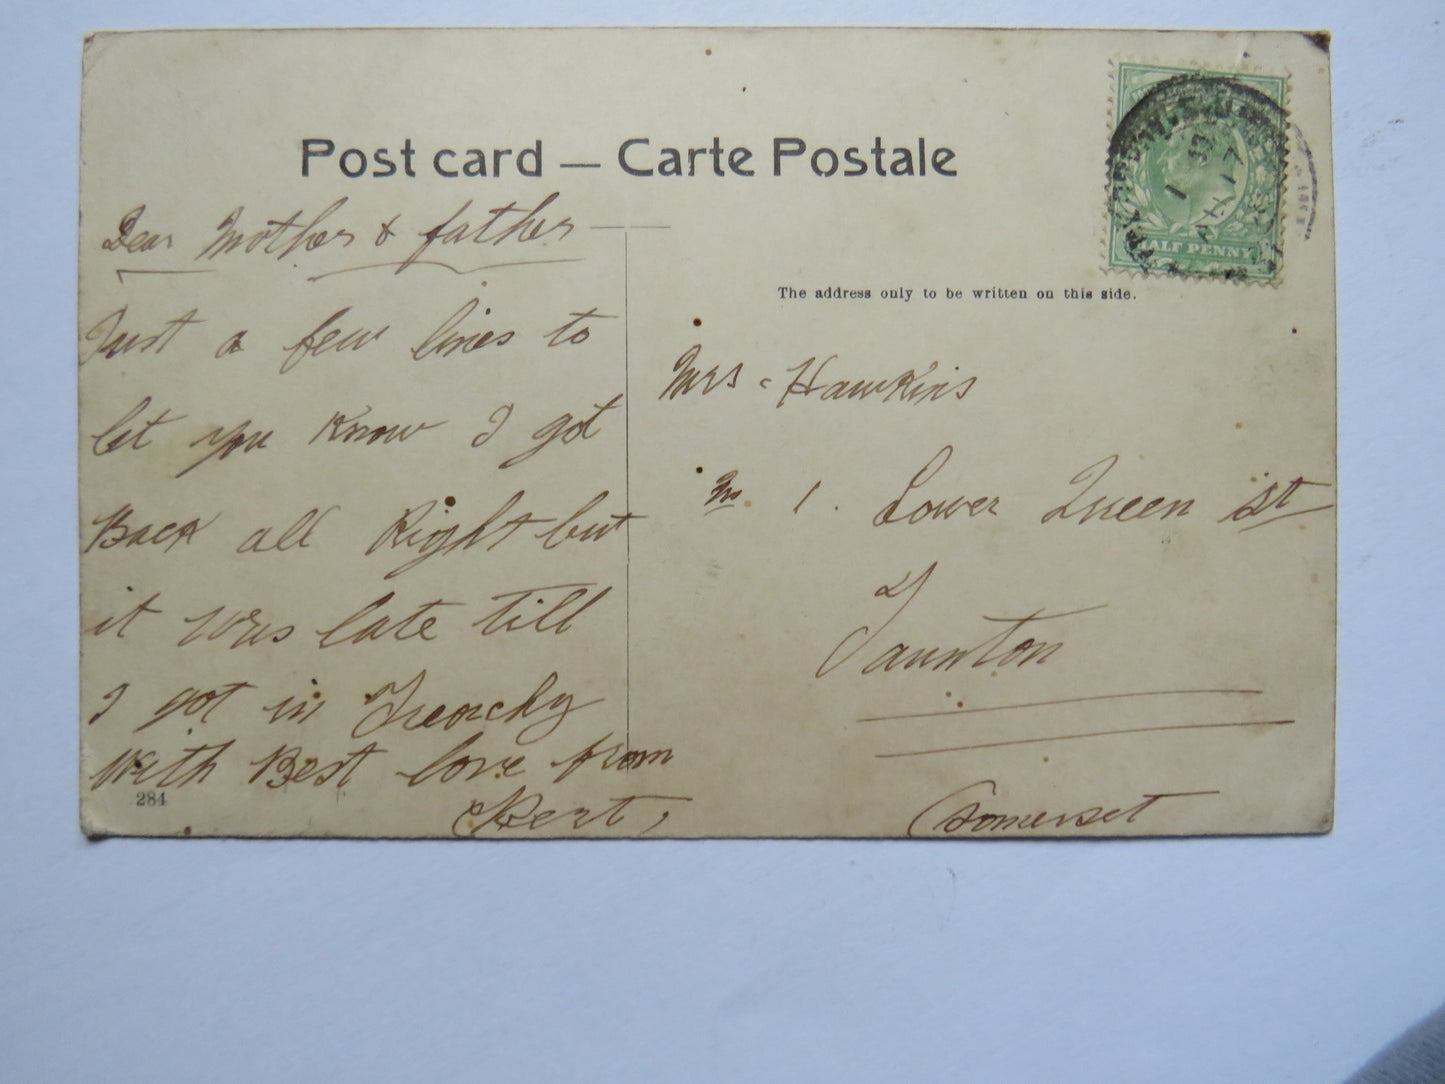 Post card — Carte Postale
Dear Mother & father
Just a few lines to
let you Know I got
Back all Right but
it was late till
I got in
With Best love from
Bert,
284
The address only to be written on this side.
Mrs Hawkins
No. 1. Lower Queen St
Taunton
Somerset
HALF PENNY